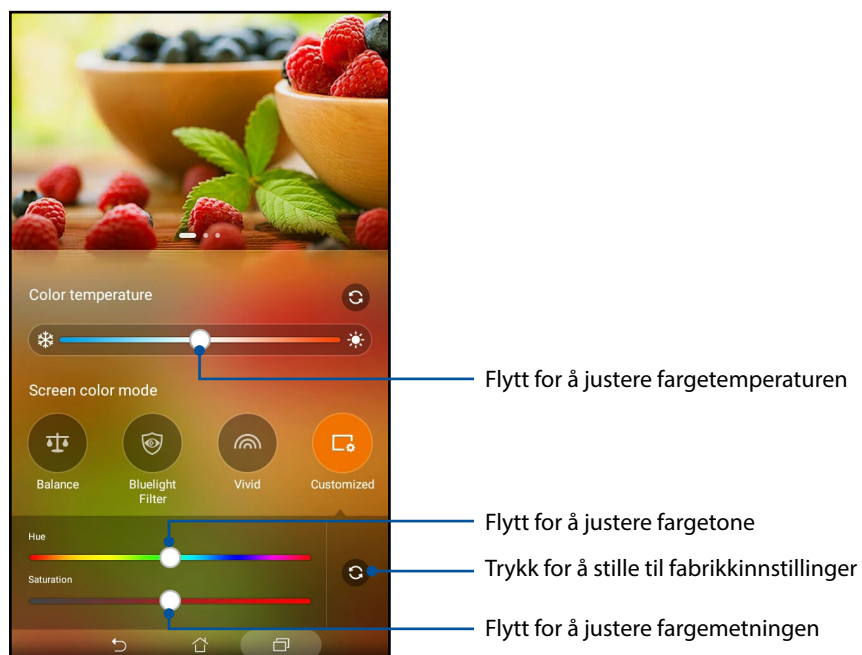 Color temperature
Flytt for å justere fargetemperaturen
Screen color mode
Balance
Bluelight
Filter
Vivid
Customized
Hue
Flytt for å justere fargetone
Trykk for å stille til fabrikkinnstillinger
Saturation
Flytt for å justere fargemetningen